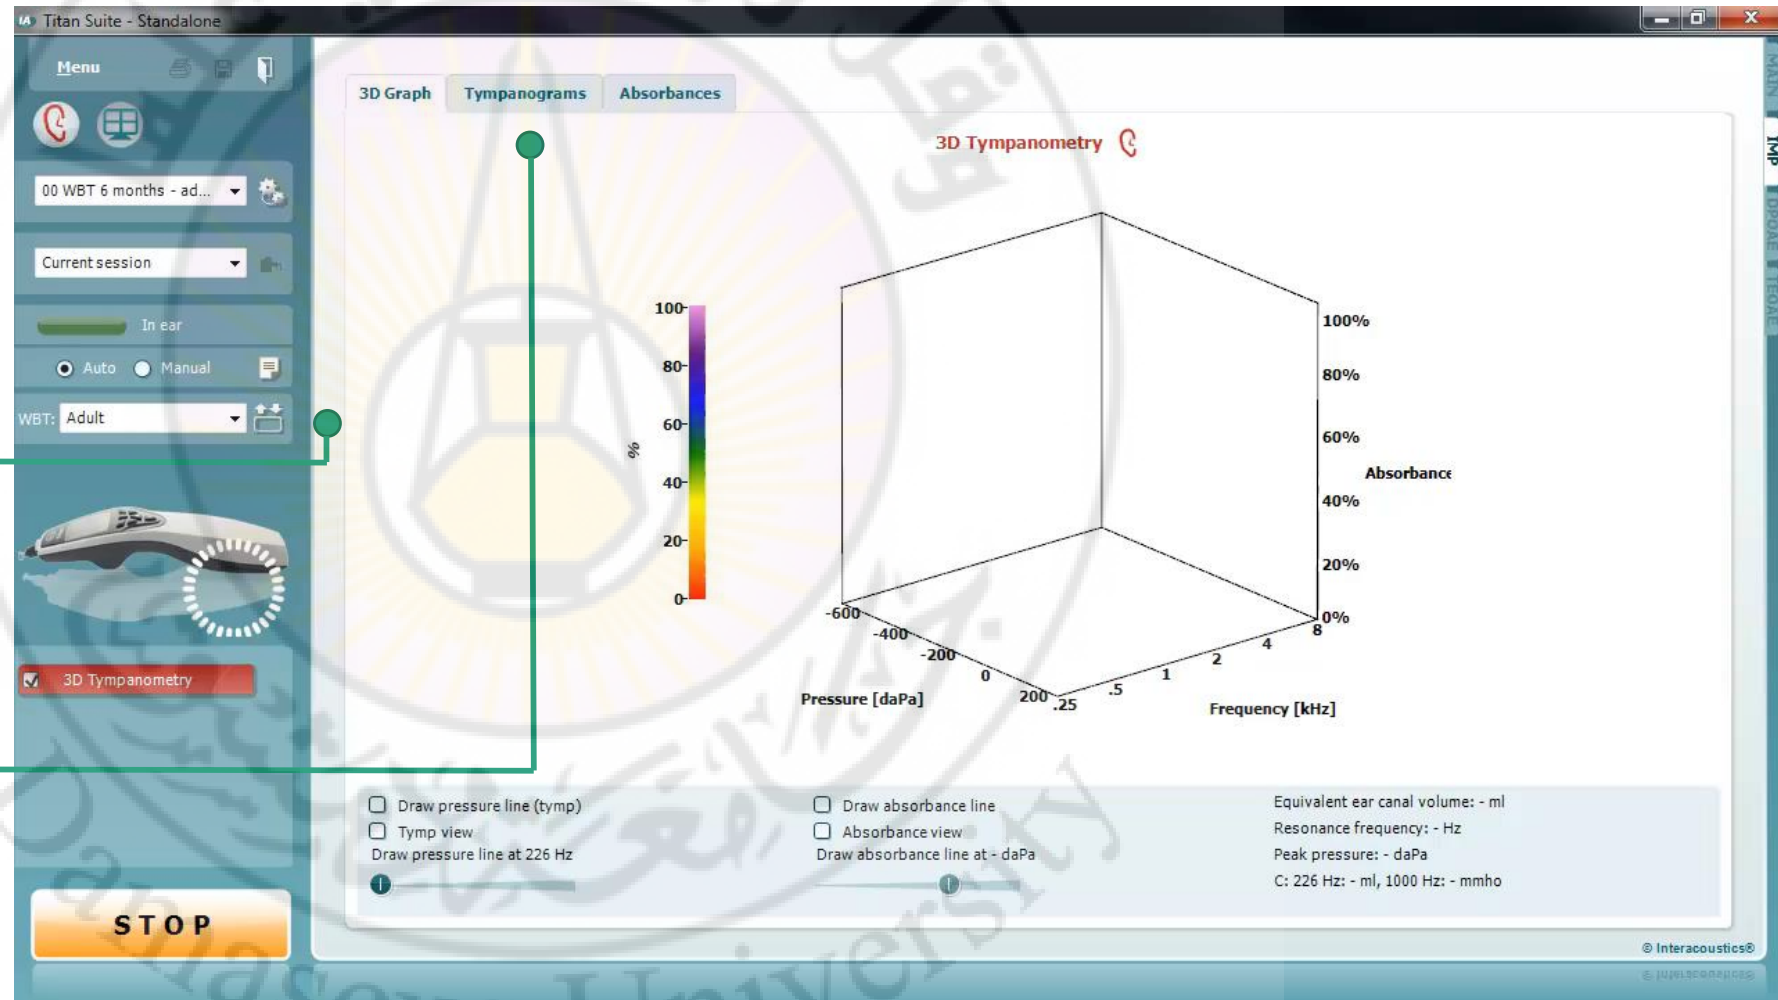 Titan Suite - Standalone
Menu
00 WBT 6 months - ad...
Current session
In ear
Auto Manual
WBT: Adult
3D Tympanometry
STOP
3D Graph Tympanograms Absorbances
3D Tympanometry
100
80
60
40
20
0
%
100%
80%
60%
40%
20%
0%
Absorbance
-600
-400
-200
0
200
Pressure [daPa]
.25
.5
1
2
4
8
Frequency [kHz]
Draw pressure line (tymp)
Tymp view
Draw pressure line at 226 Hz
Draw absorbance line
Absorbance view
Draw absorbance line at - daPa
Equivalent ear canal volume: - ml
Resonance frequency: - Hz
Peak pressure: - daPa
C: 226 Hz: - ml, 1000 Hz: - mmho
© Interacoustics®
MAIN
IMP
DPOAE
TEOAE
Damascus University